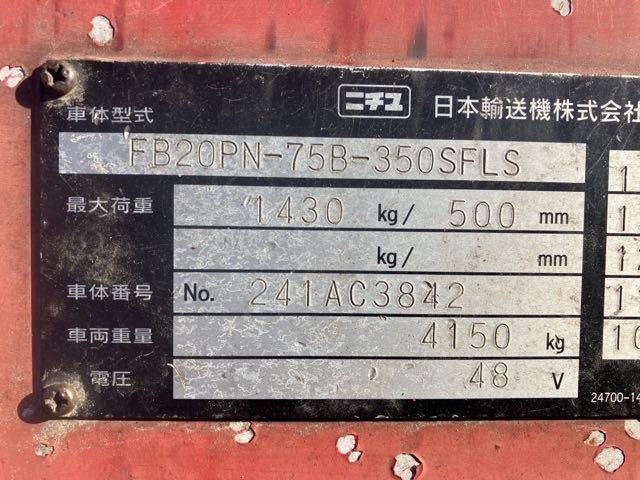 ニチユ 日本輸送機株式会
車体型式
FB20PN-75B-350SFLS
最大荷重 1430 kg/ 500 mm
kg/ mm
車体番号 No. 241AC3842
車両重量 4150 kg
電圧 48 V
24700-14